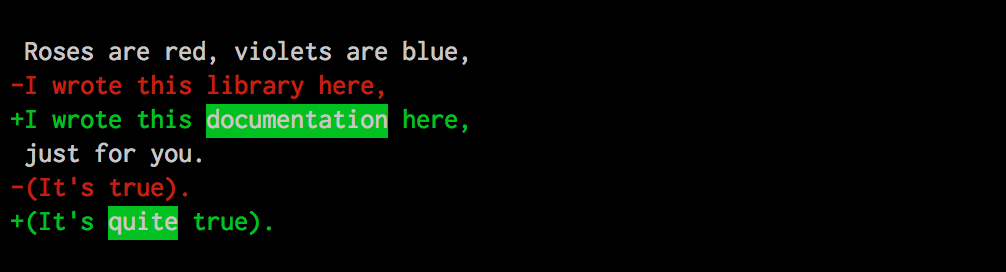 Roses are red, violets are blue,
-I wrote this library here,
+I wrote this documentation here,
just for you.
-(It's true).
+(It's quite true).